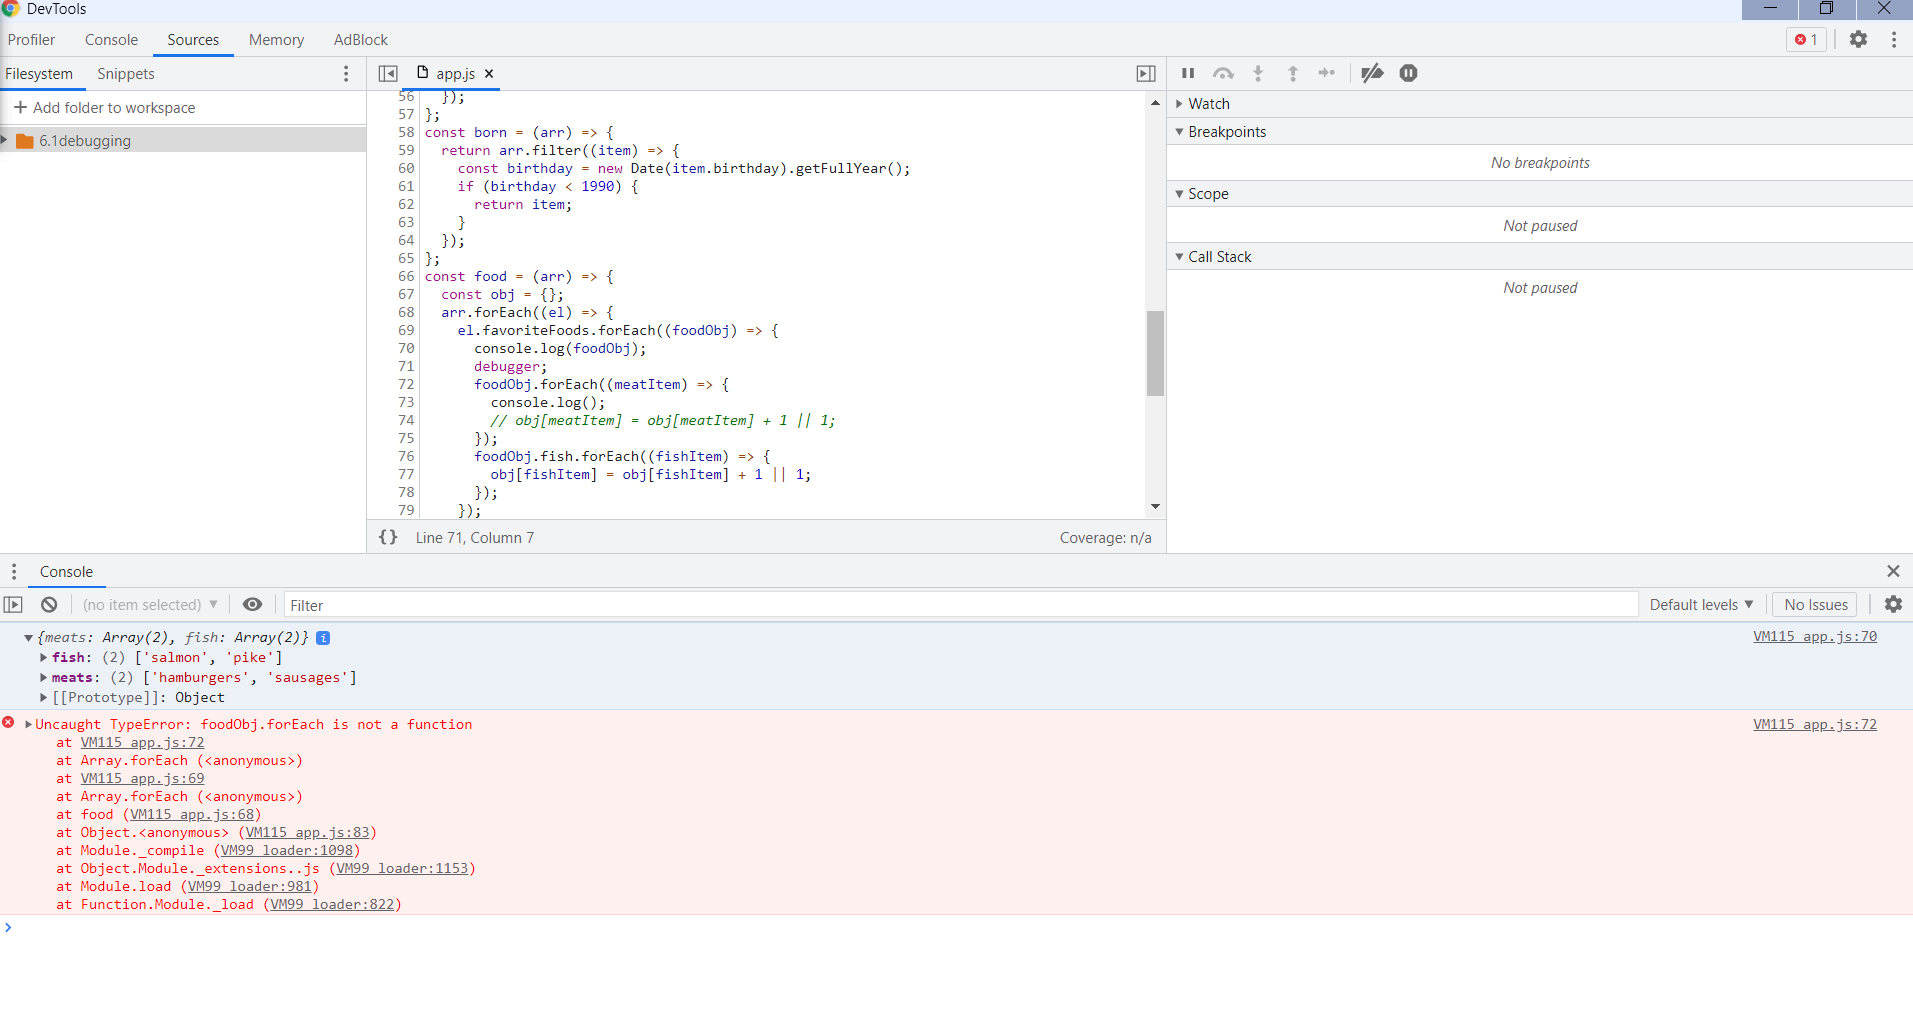 DevTools
Profiler Console Sources Memory AdBlock 1
Filesystem Snippets app.js
+ Add folder to workspace
6.1debugging
56 });
57 };
58 const born = (arr) => {
59 return arr.filter((item) => {
60 const birthday = new Date(item.birthday).getFullYear();
61 if (birthday < 1990) {
62 return item;
63 }
64 });
65 };
66 const food = (arr) => {
67 const obj = {};
68 arr.forEach((el) => {
69 el.favoriteFoods.forEach((foodObj) => {
70 console.log(foodObj);
71 debugger;
72 foodObj.forEach((meatItem) => {
73 console.log();
74 // obj[meatItem] = obj[meatItem] + 1 || 1;
75 });
76 foodObj.fish.forEach((fishItem) => {
77 obj[fishItem] = obj[fishItem] + 1 || 1;
78 });
79 });
{} Line 71, Column 7 Coverage: n/a
Watch
Breakpoints
No breakpoints
Scope
Not paused
Call Stack
Not paused
Console
(no item selected) Filter Default levels No Issues
{meats: Array(2), fish: Array(2)} i VM115 app.js:70
fish: (2) ['salmon', 'pike']
meats: (2) ['hamburgers', 'sausages']
[[Prototype]]: Object
Uncaught TypeError: foodObj.forEach is not a function VM115 app.js:72
at VM115 app.js:72
at Array.forEach (<anonymous>)
at VM115 app.js:69
at Array.forEach (<anonymous>)
at food (VM115 app.js:68)
at Object.<anonymous> (VM115 app.js:83)
at Module._compile (VM99 loader:1098)
at Object.Module._extensions..js (VM99 loader:1153)
at Module.load (VM99 loader:981)
at Function.Module._load (VM99 loader:822)